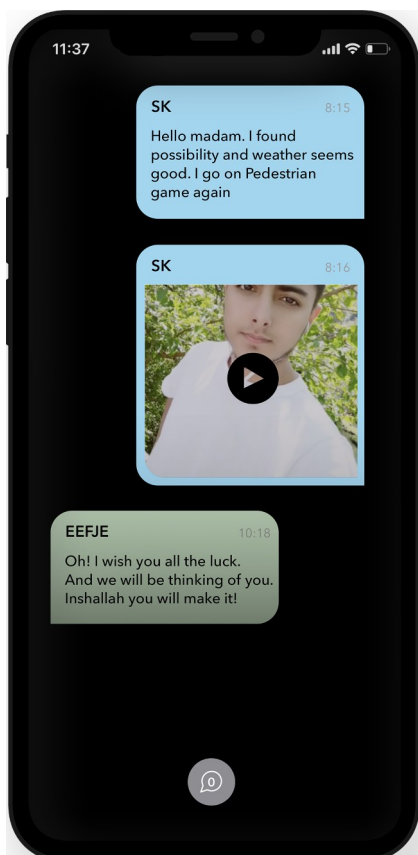 11:37
SK 8:15
Hello madam. I found
possibility and weather seems
good. I go on Pedestrian
game again
SK 8:16
EEFJE 10:18
Oh! I wish you all the luck.
And we will be thinking of you.
Inshallah you will make it!
0